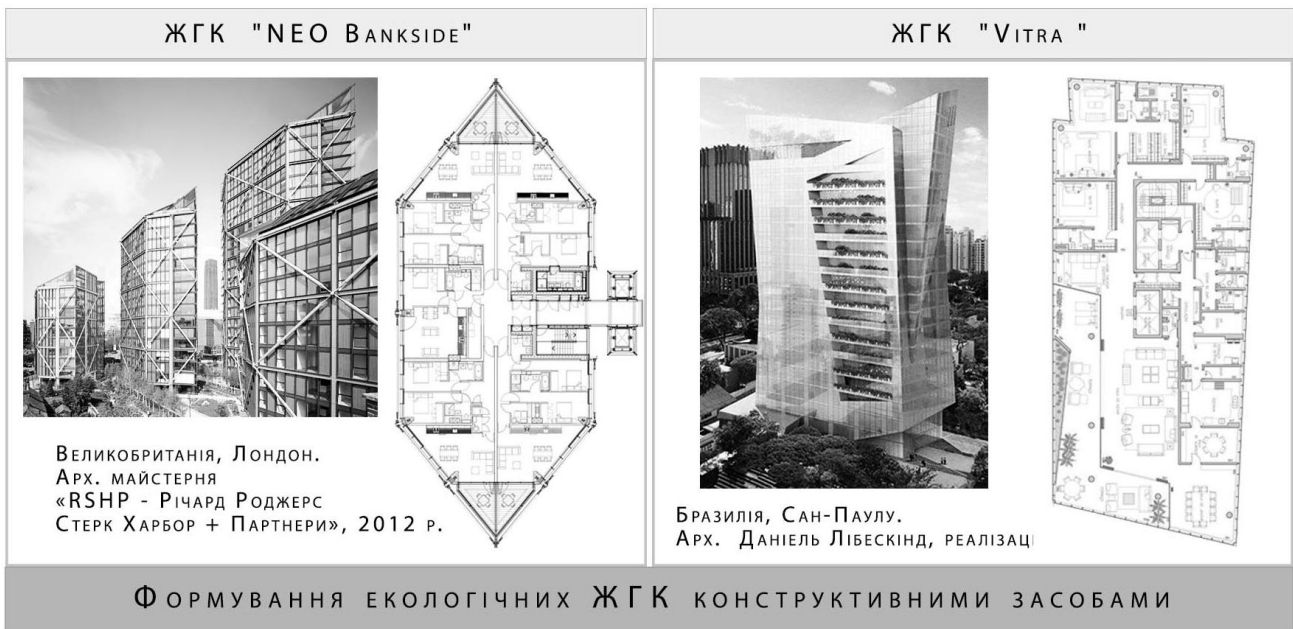 ЖГК "NEO Bankside"
ЖГК "Vitra "
Великобританія, Лондон.
Арх. майстерня
«RSHP - Річард Роджерс
Стерк Харбор + Партнери», 2012 р.
Бразилія, Сан-Паулу.
Арх. Даніель Лібескінд, реалізаці
Формування екологічних ЖГК конструктивними засобами